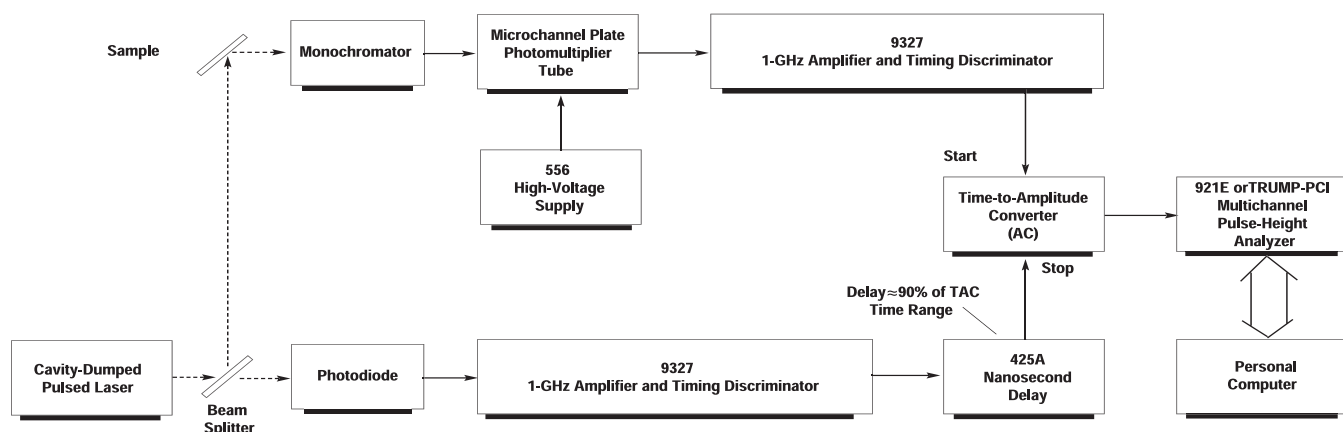 Sample
Monochromator
Microchannel Plate
Photomultiplier
Tube
9327
1-GHz Amplifier and Timing Discriminator
556
High-Voltage
Supply
Start
Time-to-Amplitude
Converter
(AC)
Stop
921E orTRUMP-PCI
Multichannel
Pulse-Height
Analyzer
Delay≈90% of TAC
Time Range
Cavity-Dumped
Pulsed Laser
Beam
Splitter
Photodiode
9327
1-GHz Amplifier and Timing Discriminator
425A
Nanosecond
Delay
Personal
Computer